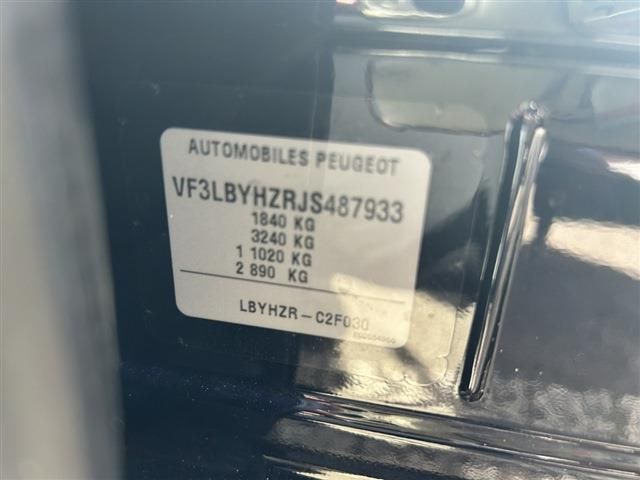 AUTOMOBILES PEUGEOT
VF3LBYHZRJS487933
1840 KG
3240 KG
1 1020 KG
2 890 KG
LBYHZR-C2F030